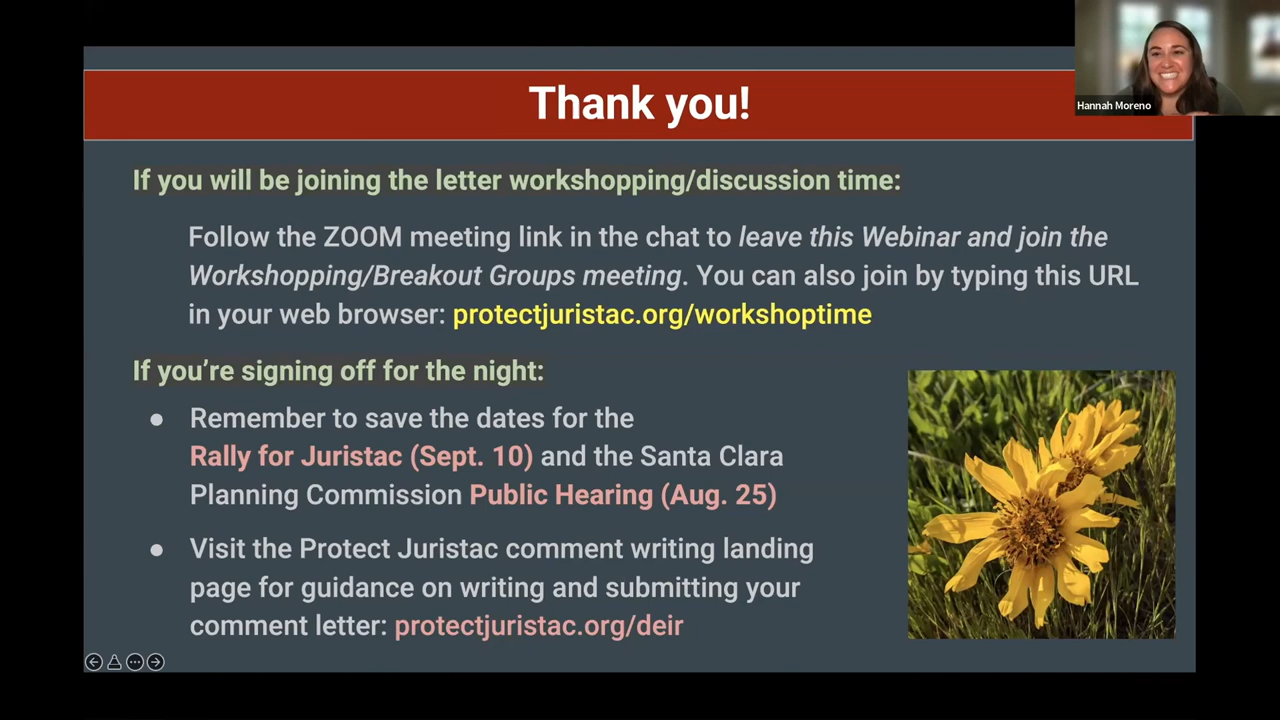 Thank you!
Hannah Moreno
If you will be joining the letter workshopping/discussion time:
Follow the ZOOM meeting link in the chat to leave this Webinar and join the
Workshopping/Breakout Groups meeting. You can also join by typing this URL
in your web browser: protectjuristac.org/workshoptime
If you’re signing off for the night:
● Remember to save the dates for the
Rally for Juristac (Sept. 10) and the Santa Clara
Planning Commission Public Hearing (Aug. 25)
● Visit the Protect Juristac comment writing landing
page for guidance on writing and submitting your
comment letter: protectjuristac.org/deir